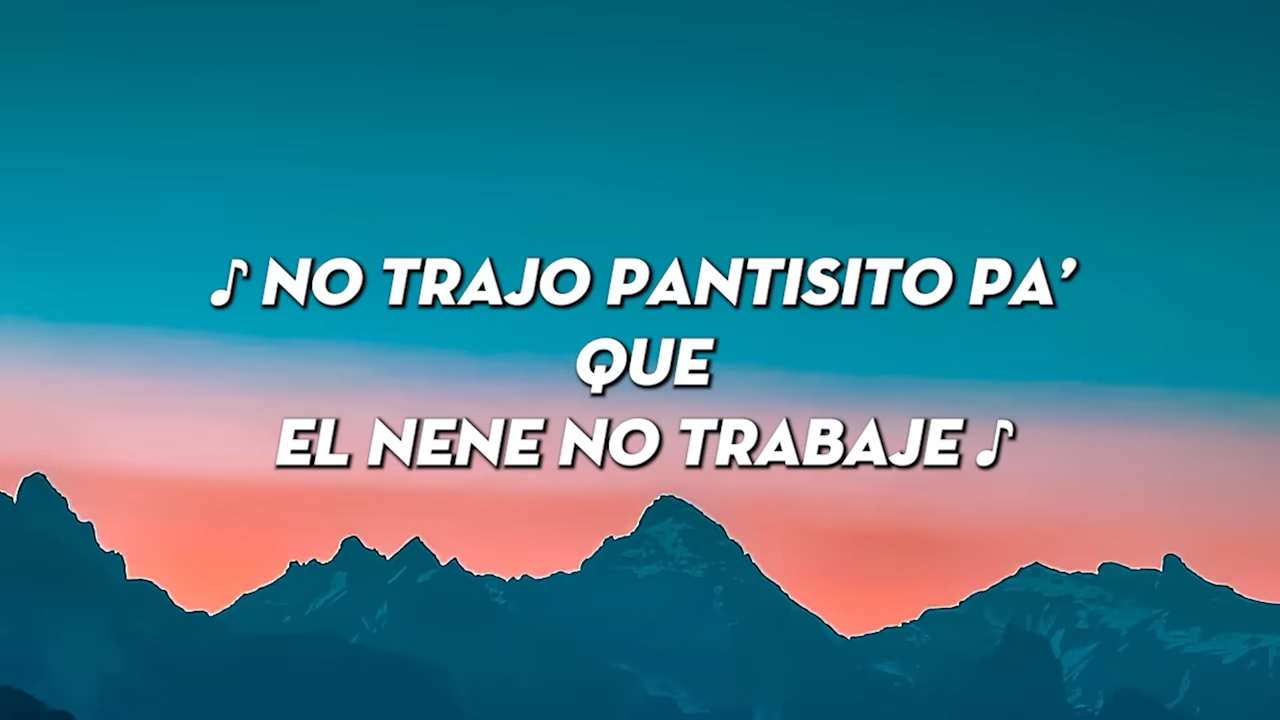 ♪ NO TRAJO PANTISITO PA’
QUE
EL NENE NO TRABAJE ♪